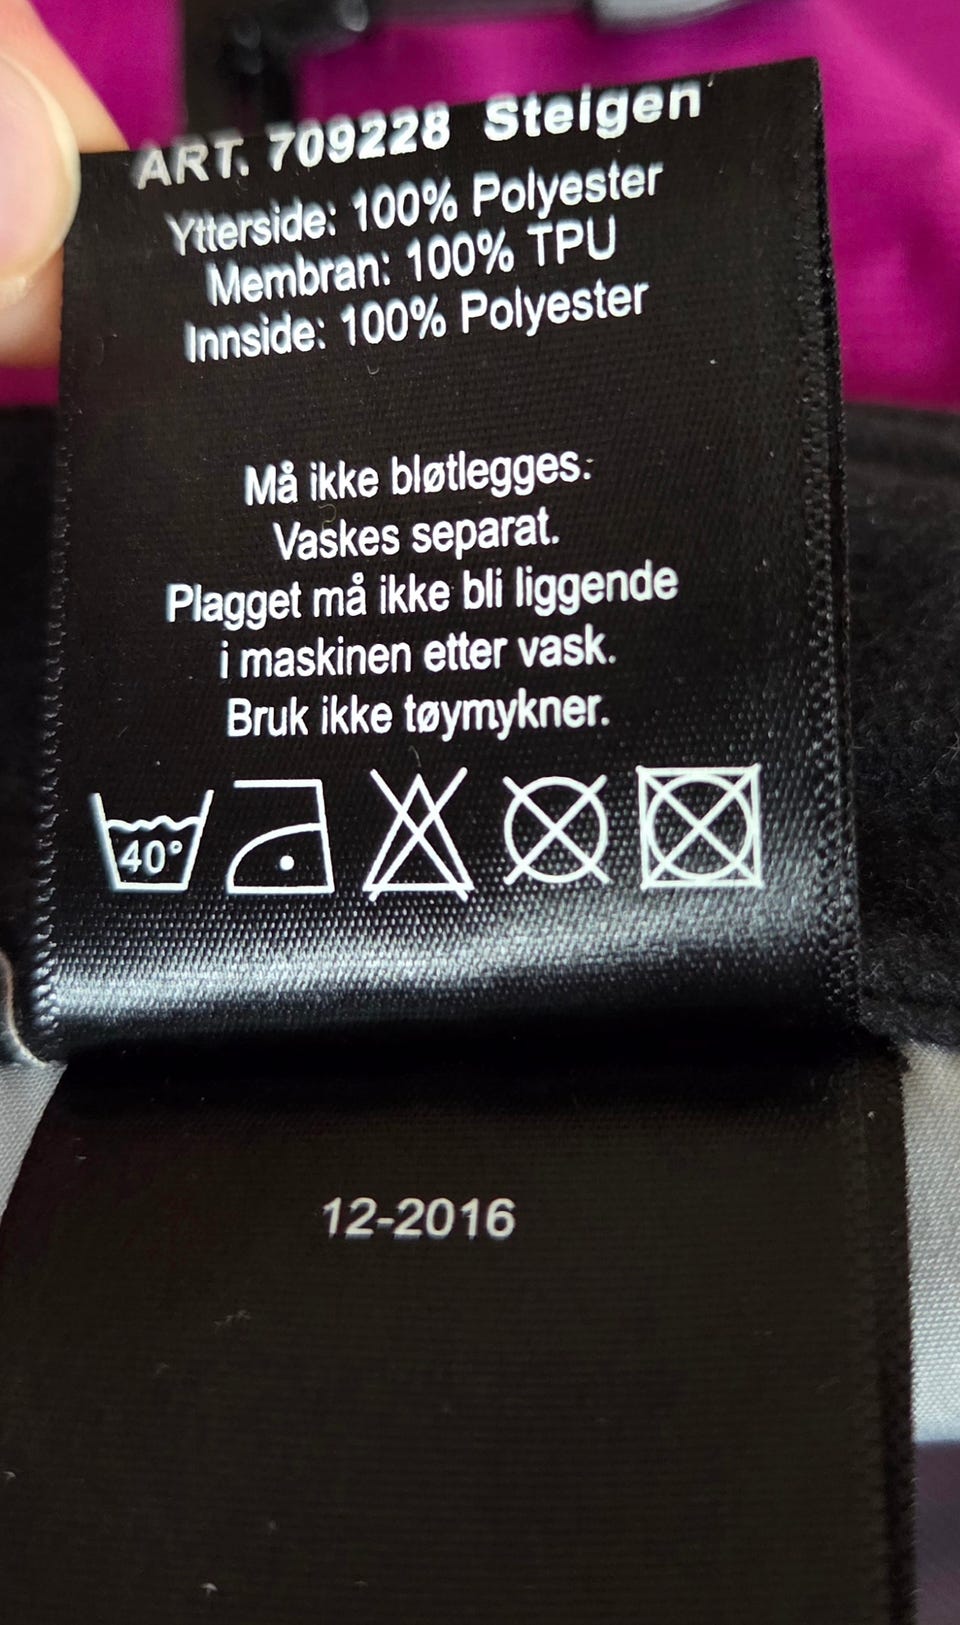 ART. 709228 Steigen
Ytterside: 100% Polyester
Membran: 100% TPU
Innside: 100% Polyester
Må ikke bløtlegges.
Vaskes separat.
Plagget må ikke bli liggende
i maskinen etter vask.
Bruk ikke tøymykner.
40°
12-2016